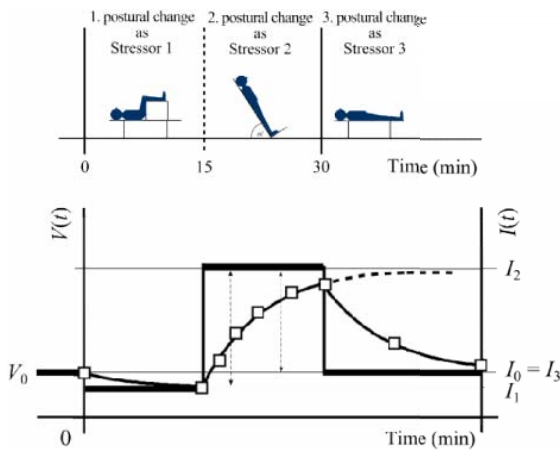 1. postural change
as
Stressor 1
2. postural change
as
Stressor 2
3. postural change
as
Stressor 3
0
15
30
Time (min)
V(t)
I(t)
I2
V0
I0 = I3
I1
0
Time (min)